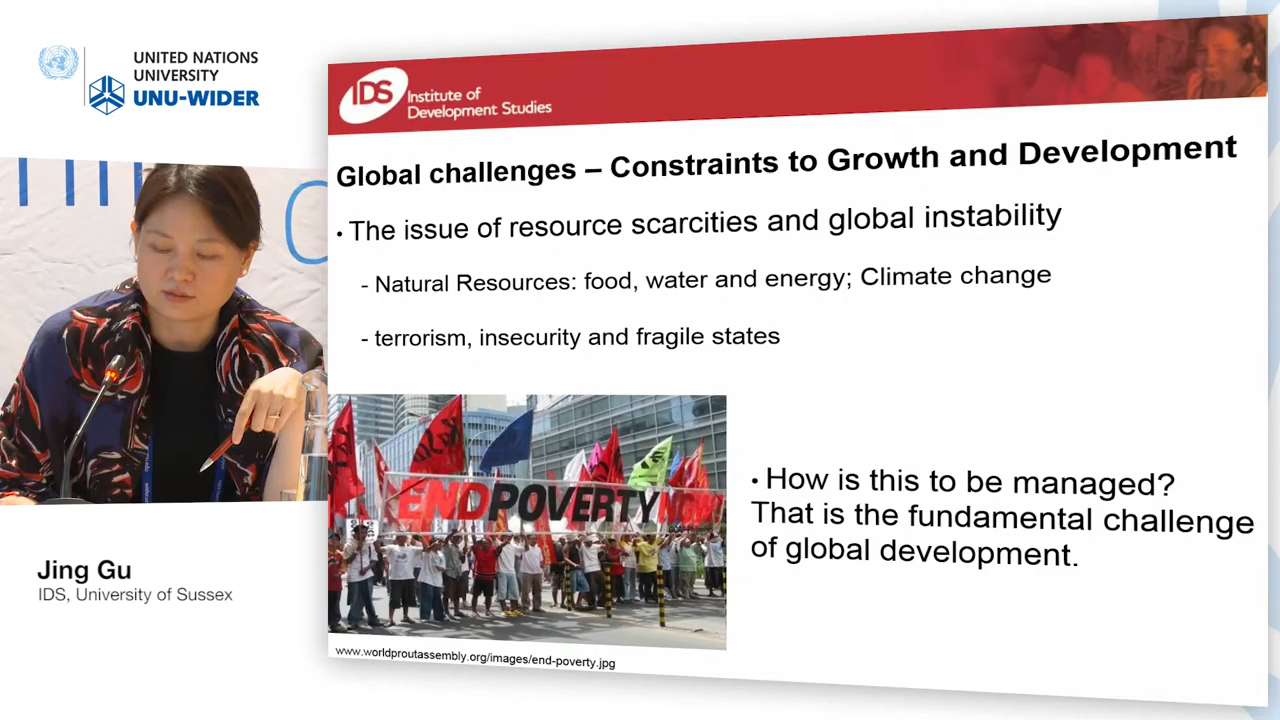 UNITED NATIONS
UNIVERSITY
UNU-WIDER
IDS
Institute of
Development Studies
Global challenges – Constraints to Growth and Development
• The issue of resource scarcities and global instability
- Natural Resources: food, water and energy; Climate change
- terrorism, insecurity and fragile states
END POVERTY NOW!
• How is this to be managed?
That is the fundamental challenge
of global development.
www.worldproutassembly.org/images/end-poverty.jpg
Jing Gu
IDS, University of Sussex